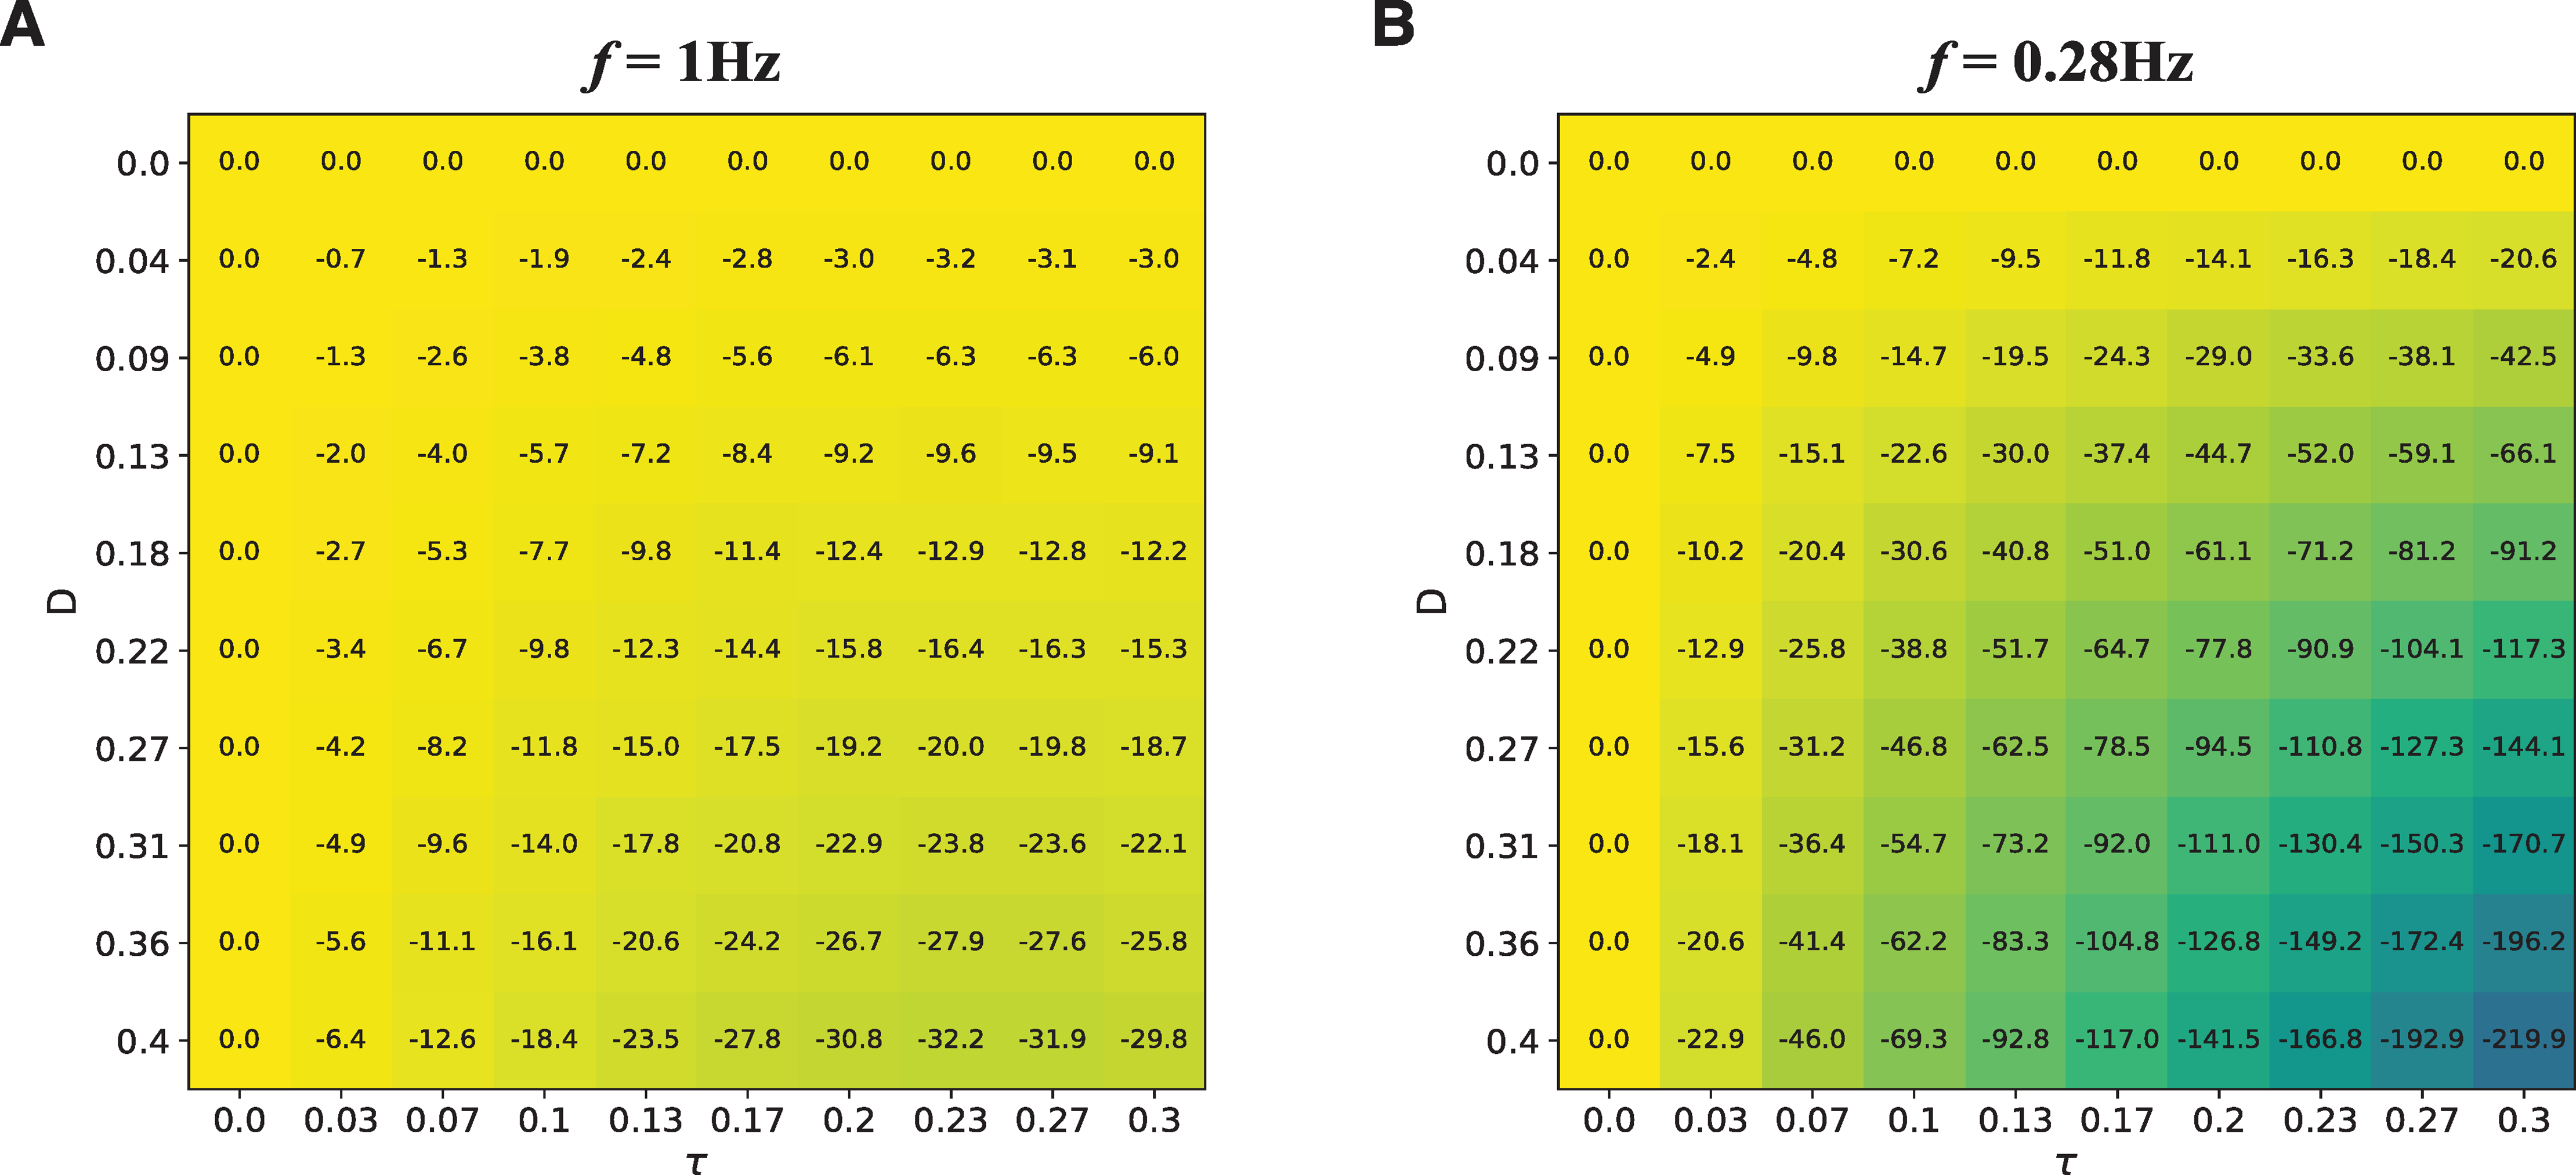 A
f = 1Hz
0.0 0.0 0.0 0.0 0.0 0.0 0.0 0.0 0.0 0.0 0.0
0.04 0.0 -0.7 -1.3 -1.9 -2.4 -2.8 -3.0 -3.2 -3.1 -3.0
0.09 0.0 -1.3 -2.6 -3.8 -4.8 -5.6 -6.1 -6.3 -6.3 -6.0
0.13 0.0 -2.0 -4.0 -5.7 -7.2 -8.4 -9.2 -9.6 -9.5 -9.1
0.18 0.0 -2.7 -5.3 -7.7 -9.8 -11.4 -12.4 -12.9 -12.8 -12.2
D
0.22 0.0 -3.4 -6.7 -9.8 -12.3 -14.4 -15.8 -16.4 -16.3 -15.3
0.27 0.0 -4.2 -8.2 -11.8 -15.0 -17.5 -19.2 -20.0 -19.8 -18.7
0.31 0.0 -4.9 -9.6 -14.0 -17.8 -20.8 -22.9 -23.8 -23.6 -22.1
0.36 0.0 -5.6 -11.1 -16.1 -20.6 -24.2 -26.7 -27.9 -27.6 -25.8
0.4 0.0 -6.4 -12.6 -18.4 -23.5 -27.8 -30.8 -32.2 -31.9 -29.8
0.0 0.03 0.07 0.1 0.13 0.17 0.2 0.23 0.27 0.3
τ
B
f = 0.28Hz
0.0 0.0 0.0 0.0 0.0 0.0 0.0 0.0 0.0 0.0 0.0
0.04 0.0 -2.4 -4.8 -7.2 -9.5 -11.8 -14.1 -16.3 -18.4 -20.6
0.09 0.0 -4.9 -9.8 -14.7 -19.5 -24.3 -29.0 -33.6 -38.1 -42.5
0.13 0.0 -7.5 -15.1 -22.6 -30.0 -37.4 -44.7 -52.0 -59.1 -66.1
0.18 0.0 -10.2 -20.4 -30.6 -40.8 -51.0 -61.1 -71.2 -81.2 -91.2
D
0.22 0.0 -12.9 -25.8 -38.8 -51.7 -64.7 -77.8 -90.9 -104.1 -117.3
0.27 0.0 -15.6 -31.2 -46.8 -62.5 -78.5 -94.5 -110.8 -127.3 -144.1
0.31 0.0 -18.1 -36.4 -54.7 -73.2 -92.0 -111.0 -130.4 -150.3 -170.7
0.36 0.0 -20.6 -41.4 -62.2 -83.3 -104.8 -126.8 -149.2 -172.4 -196.2
0.4 0.0 -22.9 -46.0 -69.3 -92.8 -117.0 -141.5 -166.8 -192.9 -219.9
0.0 0.03 0.07 0.1 0.13 0.17 0.2 0.23 0.27 0.3
τ